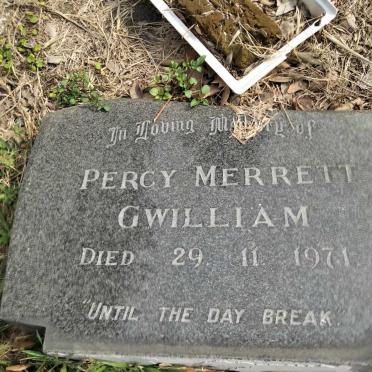 In Loving Memory of
PERCY MERRETT
GWILLIAM
DIED 29. 11. 1971.
"UNTIL THE DAY BREAK."